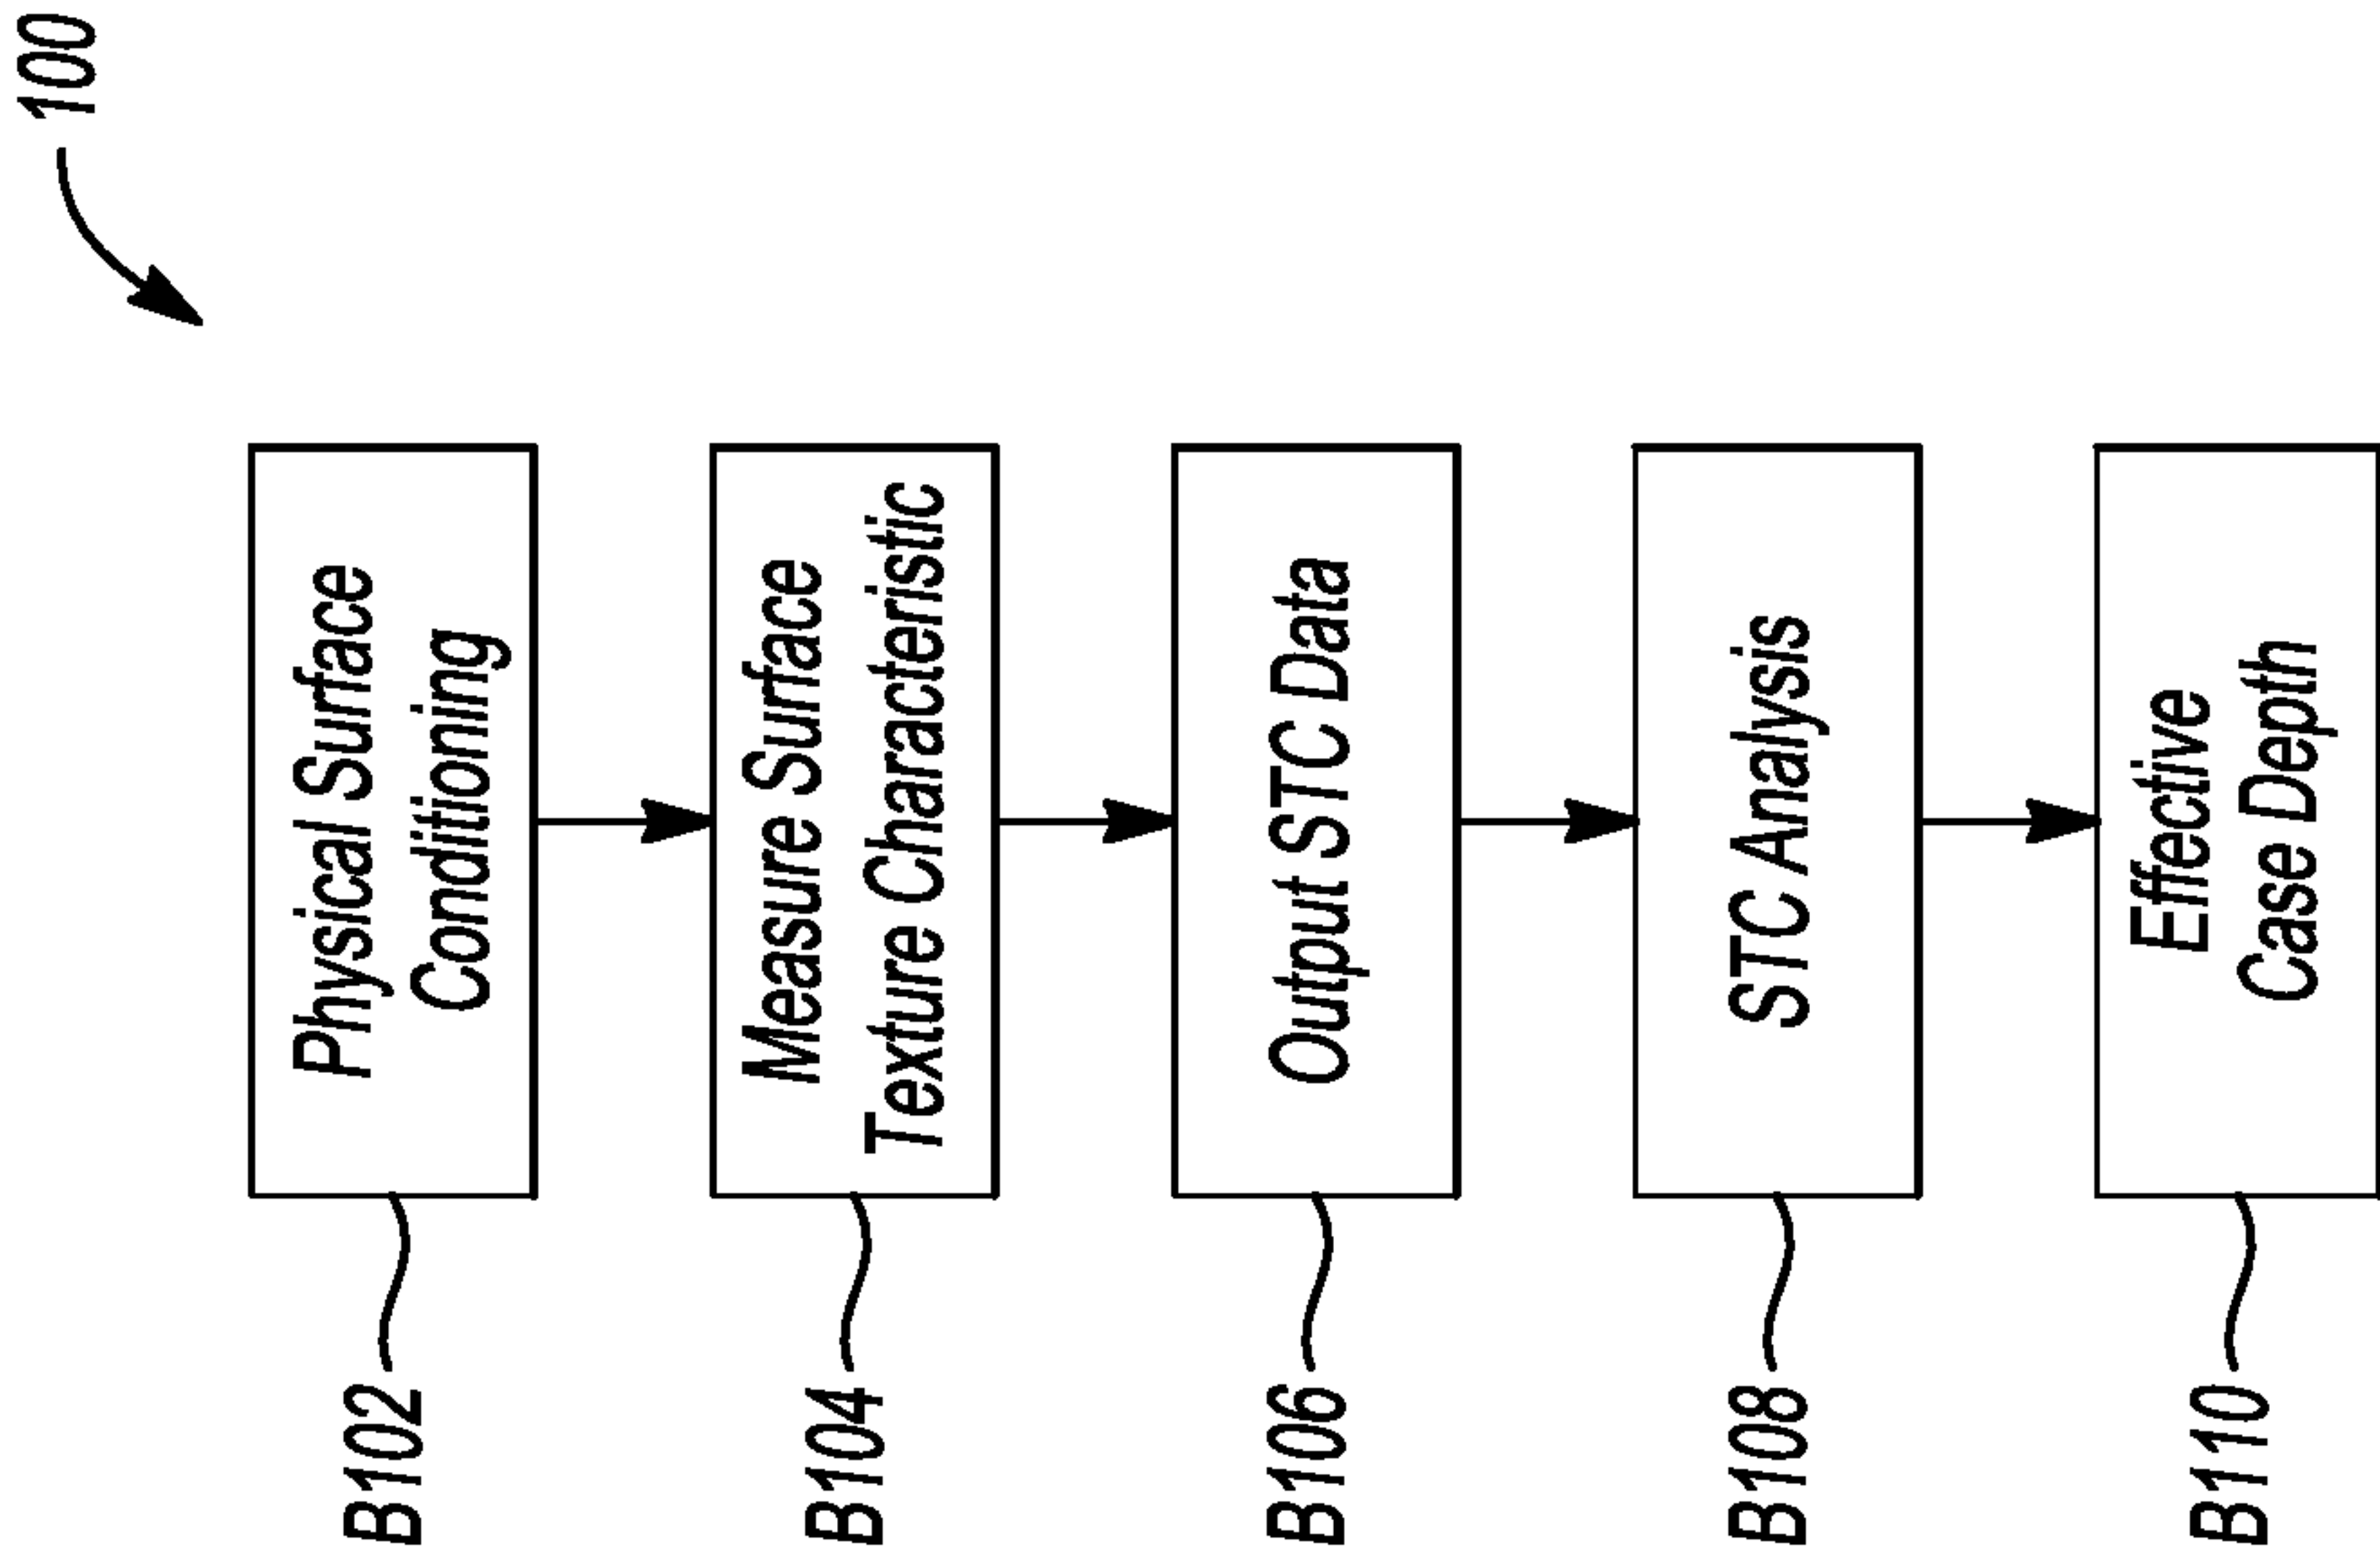 100
B102
Physical Surface
Conditioning
B104
Measure Surface
Texture Characteristic
B106
Output STC Data
B108
STC Analysis
B110
Effective
Case Depth